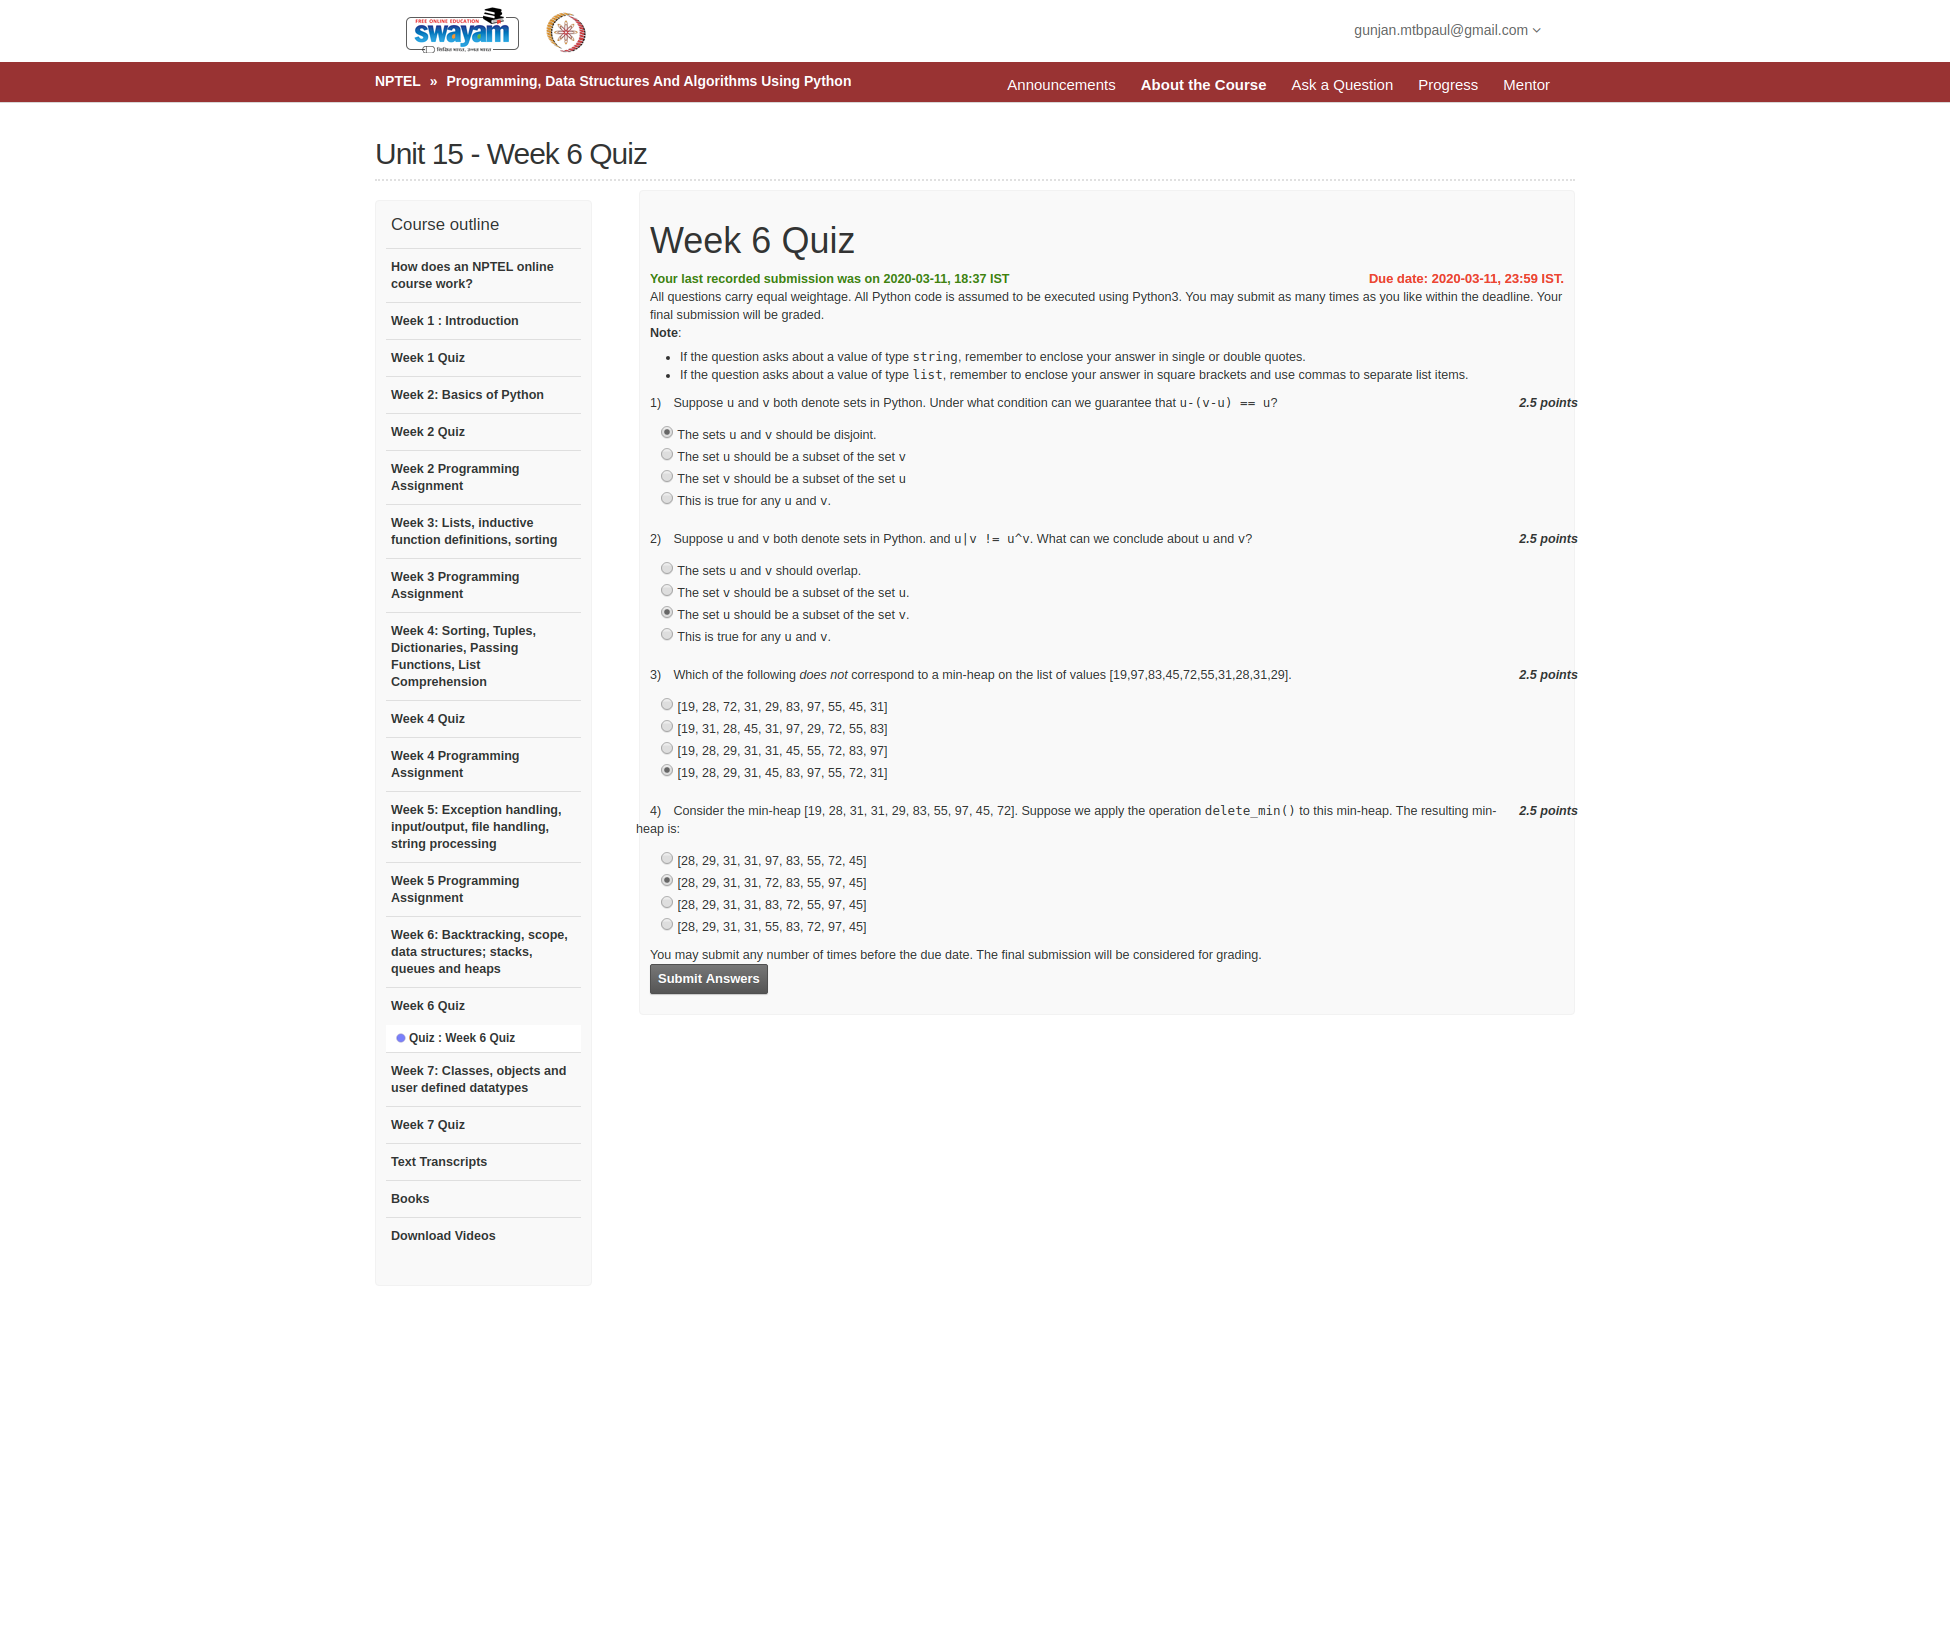 FREE ONLINE EDUCATION
swayam
शिक्षित भारत, उन्नत भारत
gunjan.mtbpaul@gmail.com
NPTEL » Programming, Data Structures And Algorithms Using Python
Announcements About the Course Ask a Question Progress Mentor
Unit 15 - Week 6 Quiz
Course outline
How does an NPTEL online
course work?
Week 1 : Introduction
Week 1 Quiz
Week 2: Basics of Python
Week 2 Quiz
Week 2 Programming
Assignment
Week 3: Lists, inductive
function definitions, sorting
Week 3 Programming
Assignment
Week 4: Sorting, Tuples,
Dictionaries, Passing
Functions, List
Comprehension
Week 4 Quiz
Week 4 Programming
Assignment
Week 5: Exception handling,
input/output, file handling,
string processing
Week 5 Programming
Assignment
Week 6: Backtracking, scope,
data structures; stacks,
queues and heaps
Week 6 Quiz
Quiz : Week 6 Quiz
Week 7: Classes, objects and
user defined datatypes
Week 7 Quiz
Text Transcripts
Books
Download Videos
Week 6 Quiz
Your last recorded submission was on 2020-03-11, 18:37 IST Due date: 2020-03-11, 23:59 IST.
All questions carry equal weightage. All Python code is assumed to be executed using Python3. You may submit as many times as you like within the deadline. Your
final submission will be graded.
Note:
• If the question asks about a value of type string, remember to enclose your answer in single or double quotes.
• If the question asks about a value of type list, remember to enclose your answer in square brackets and use commas to separate list items.
1) Suppose u and v both denote sets in Python. Under what condition can we guarantee that u-(v-u) == u? 2.5 points
The sets u and v should be disjoint.
The set u should be a subset of the set v
The set v should be a subset of the set u
This is true for any u and v.
2) Suppose u and v both denote sets in Python. and u|v != u^v. What can we conclude about u and v? 2.5 points
The sets u and v should overlap.
The set v should be a subset of the set u.
The set u should be a subset of the set v.
This is true for any u and v.
3) Which of the following does not correspond to a min-heap on the list of values [19,97,83,45,72,55,31,28,31,29]. 2.5 points
[19, 28, 72, 31, 29, 83, 97, 55, 45, 31]
[19, 31, 28, 45, 31, 97, 29, 72, 55, 83]
[19, 28, 29, 31, 31, 45, 55, 72, 83, 97]
[19, 28, 29, 31, 45, 83, 97, 55, 72, 31]
4) Consider the min-heap [19, 28, 31, 31, 29, 83, 55, 97, 45, 72]. Suppose we apply the operation delete_min() to this min-heap. The resulting min- 2.5 points
heap is:
[28, 29, 31, 31, 97, 83, 55, 72, 45]
[28, 29, 31, 31, 72, 83, 55, 97, 45]
[28, 29, 31, 31, 83, 72, 55, 97, 45]
[28, 29, 31, 31, 55, 83, 72, 97, 45]
You may submit any number of times before the due date. The final submission will be considered for grading.
Submit Answers